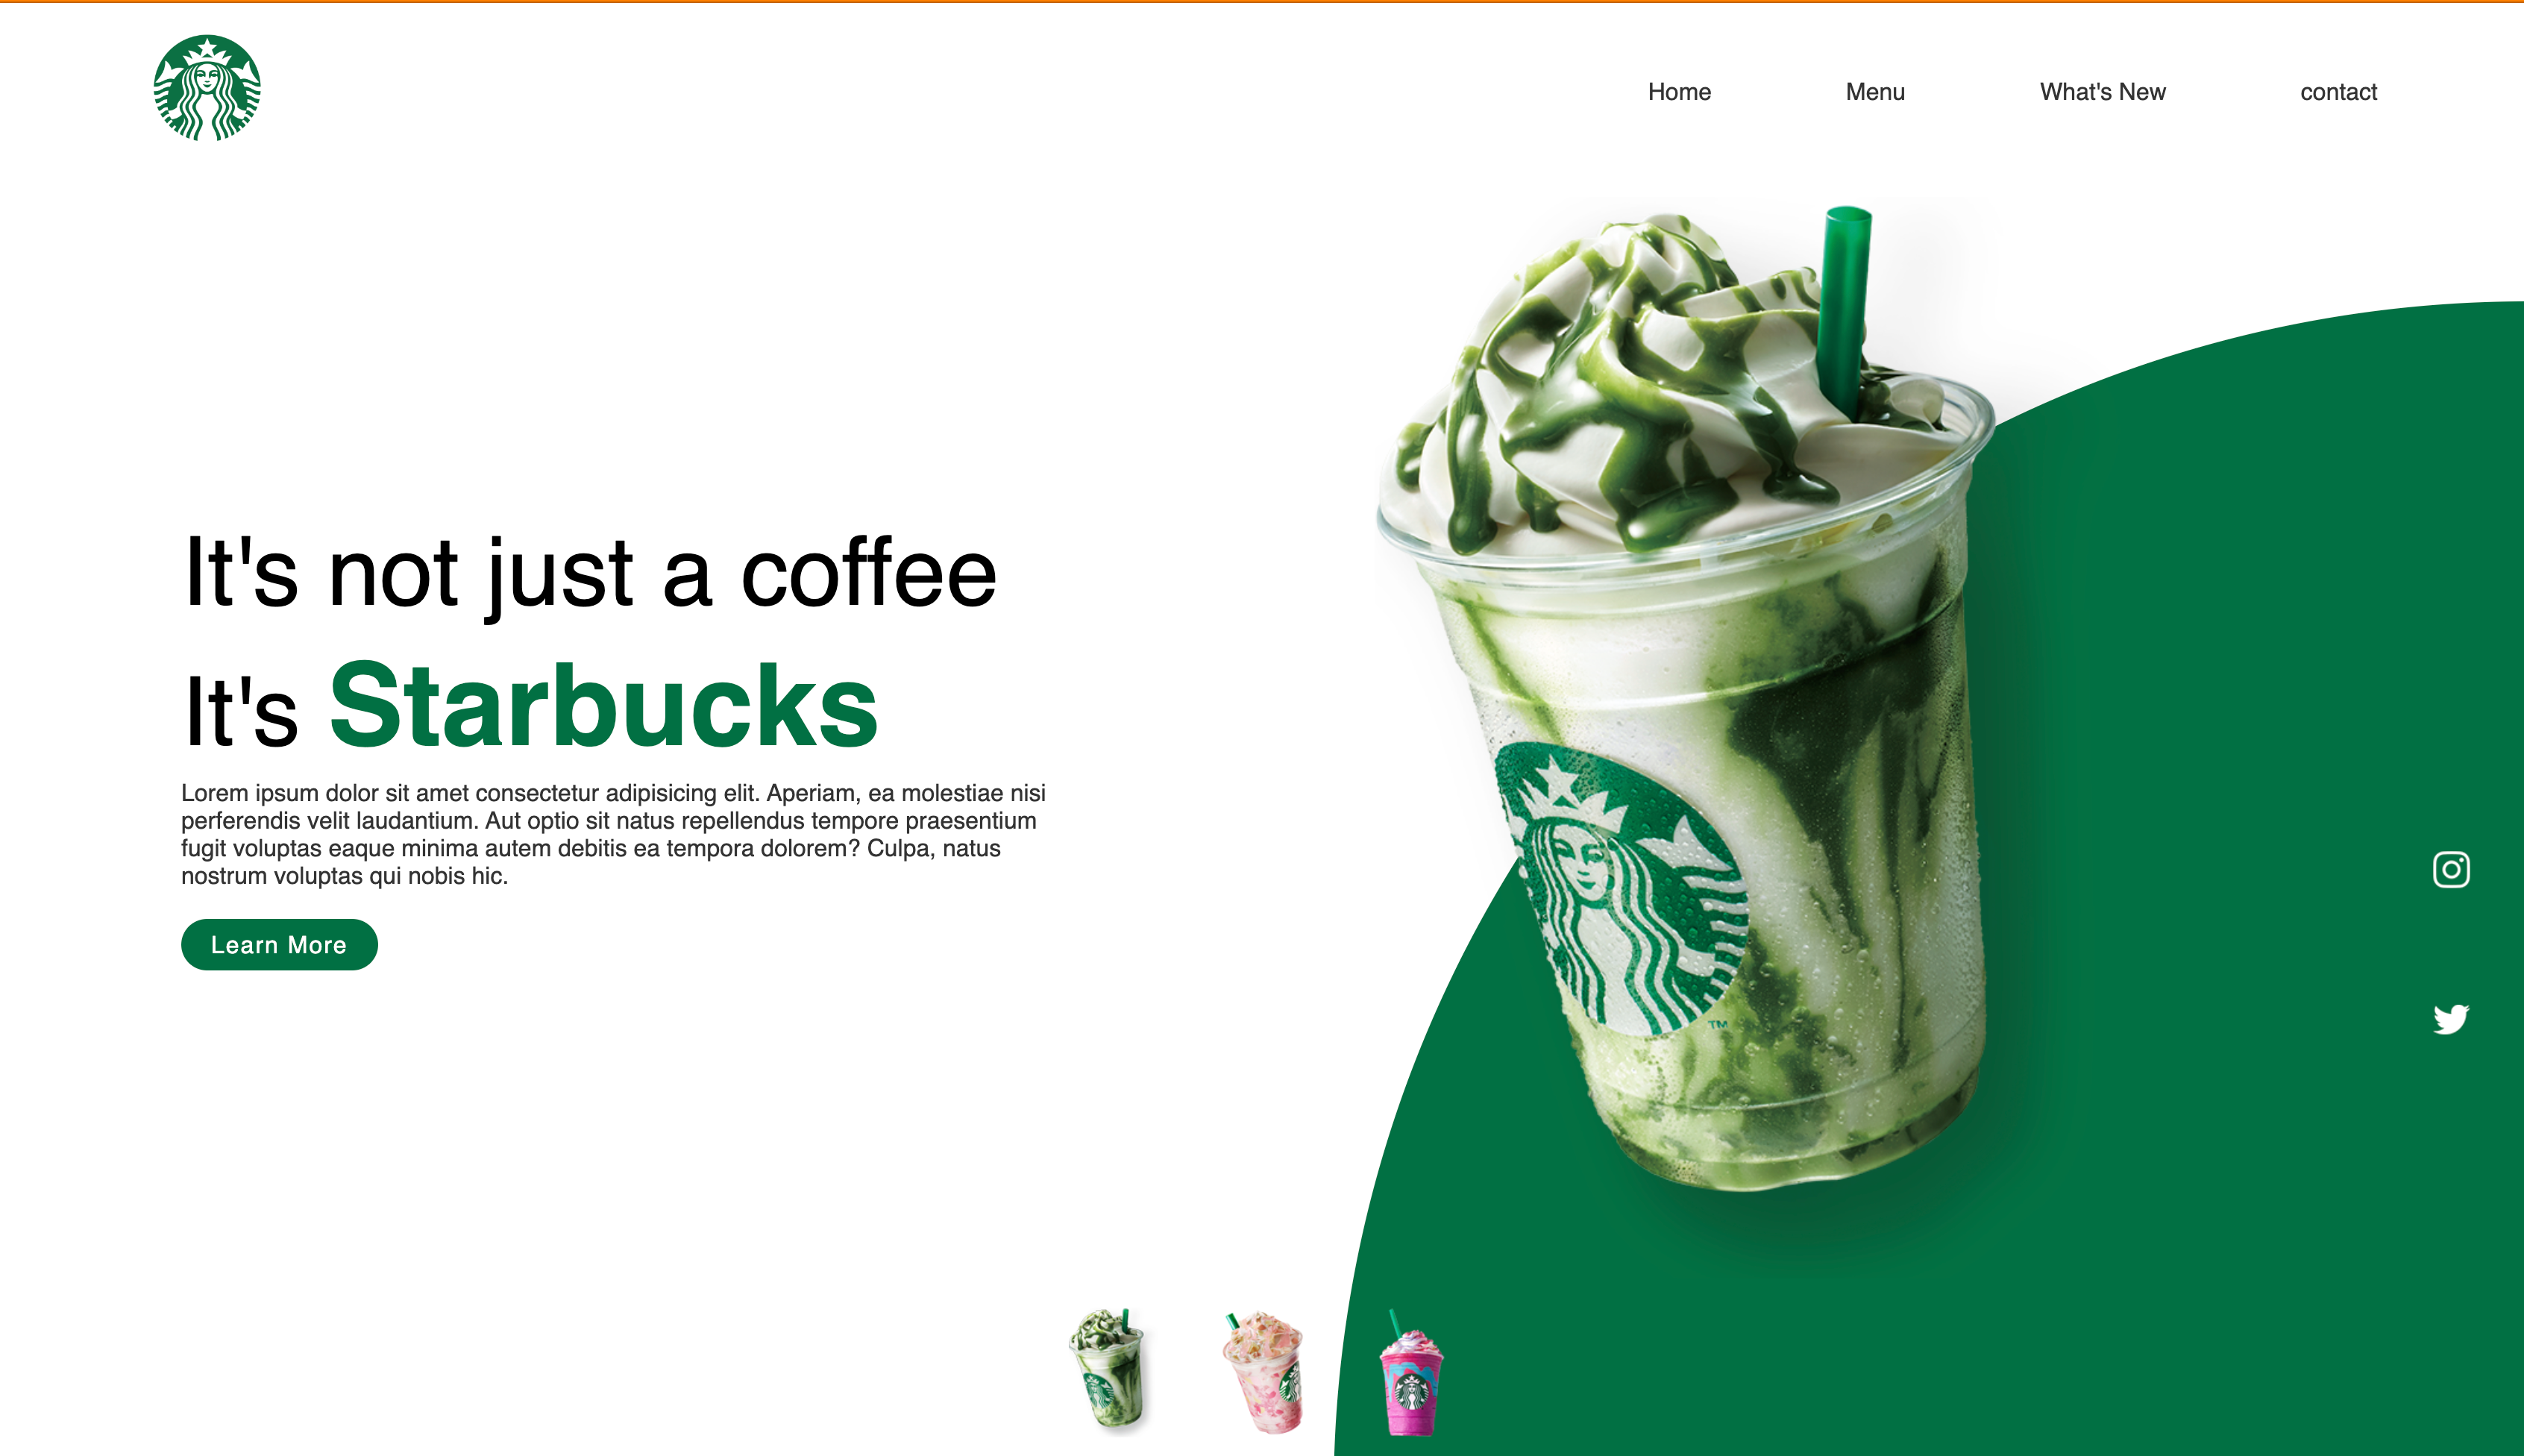 Home
Menu
What's New
contact
It's not just a coffee
It's Starbucks
Lorem ipsum dolor sit amet consectetur adipisicing elit. Aperiam, ea molestiae nisi
perferendis velit laudantium. Aut optio sit natus repellendus tempore praesentium
fugit voluptas eaque minima autem debitis ea tempora dolorem? Culpa, natus
nostrum voluptas qui nobis hic.
Learn More
TM